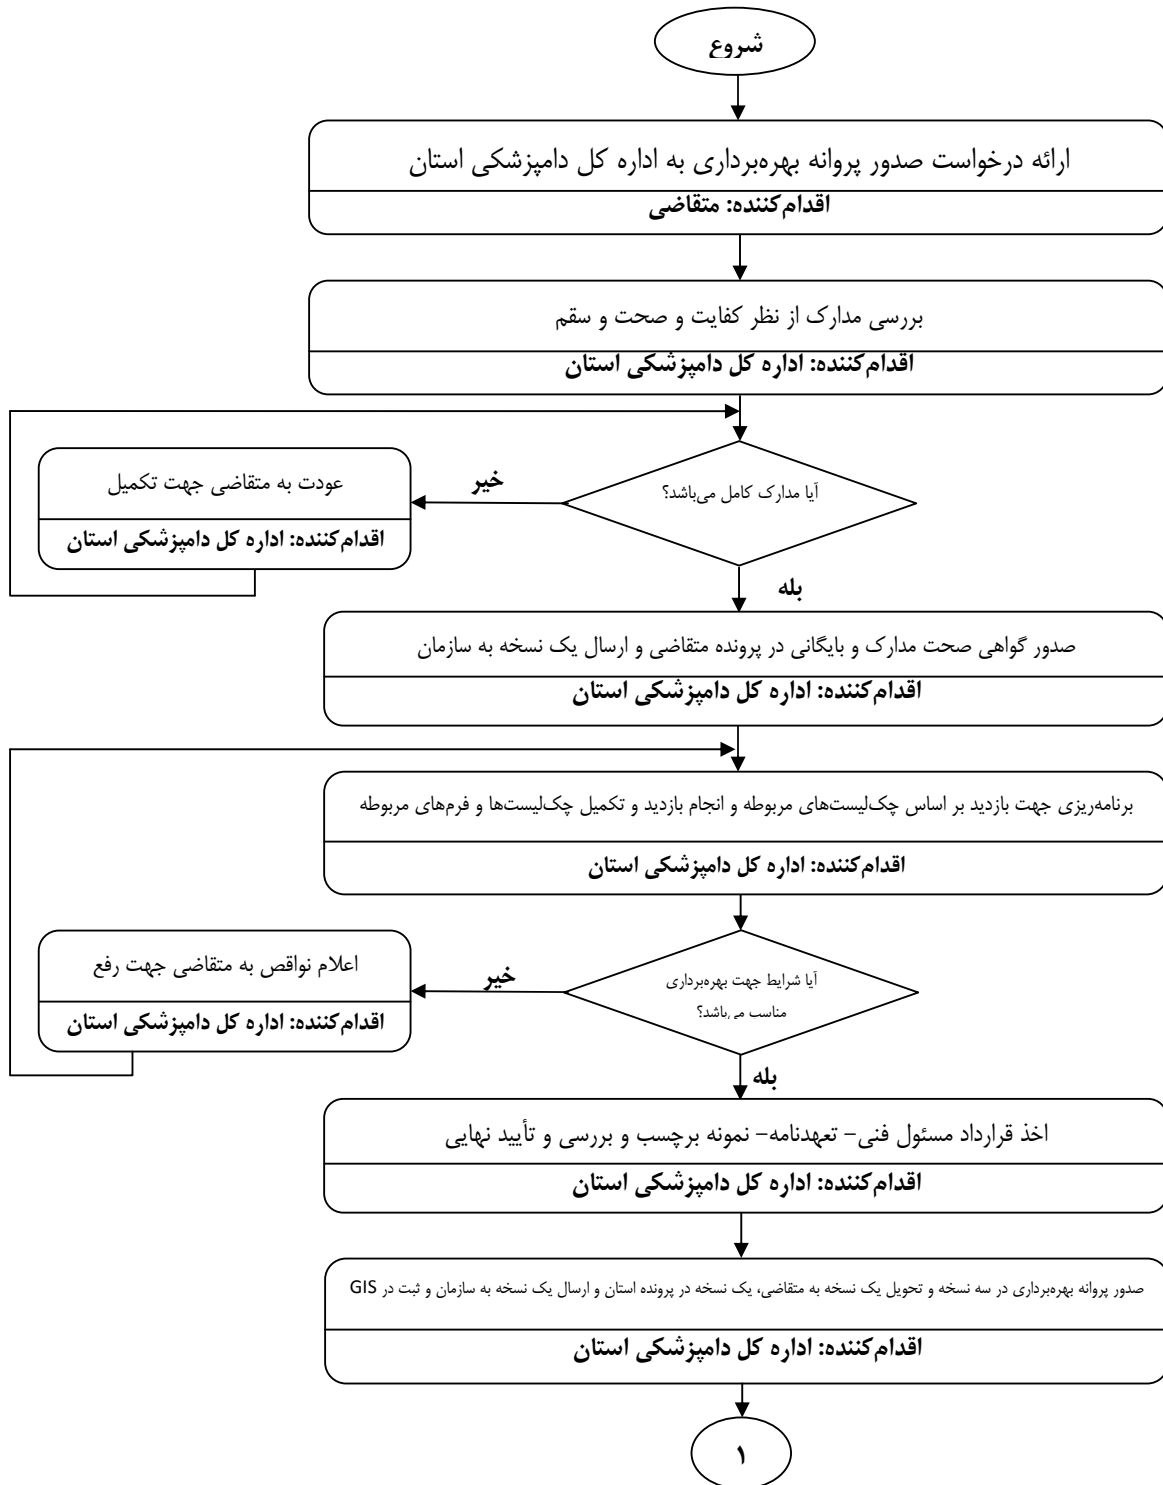 شروع
ارائه درخواست صدور پروانه بهره‌برداری به اداره کل دامپزشکی استان
اقدام‌کننده: متقاضی
بررسی مدارک از نظر کفایت و صحت و سقم
اقدام‌کننده: اداره کل دامپزشکی استان
آیا مدارک کامل می‌باشد؟
خیر
عودت به متقاضی جهت تکمیل
اقدام‌کننده: اداره کل دامپزشکی استان
بله
صدور گواهی صحت مدارک و بایگانی در پرونده متقاضی و ارسال یک نسخه به سازمان
اقدام‌کننده: اداره کل دامپزشکی استان
برنامه‌ریزی جهت بازدید بر اساس چک‌لیست‌های مربوطه و انجام بازدید و تکمیل چک‌لیست‌ها و فرم‌های مربوطه
اقدام‌کننده: اداره کل دامپزشکی استان
آیا شرایط جهت بهره‌برداری
مناسب می‌باشد؟
خیر
اعلام نواقص به متقاضی جهت رفع
اقدام‌کننده: اداره کل دامپزشکی استان
بله
اخذ قرارداد مسئول فنی– تعهدنامه– نمونه برچسب و بررسی و تأیید نهایی
اقدام‌کننده: اداره کل دامپزشکی استان
صدور پروانه بهره‌برداری در سه نسخه و تحویل یک نسخه به متقاضی، یک نسخه در پرونده استان و ارسال یک نسخه به سازمان و ثبت در GIS
اقدام‌کننده: اداره کل دامپزشکی استان
۱